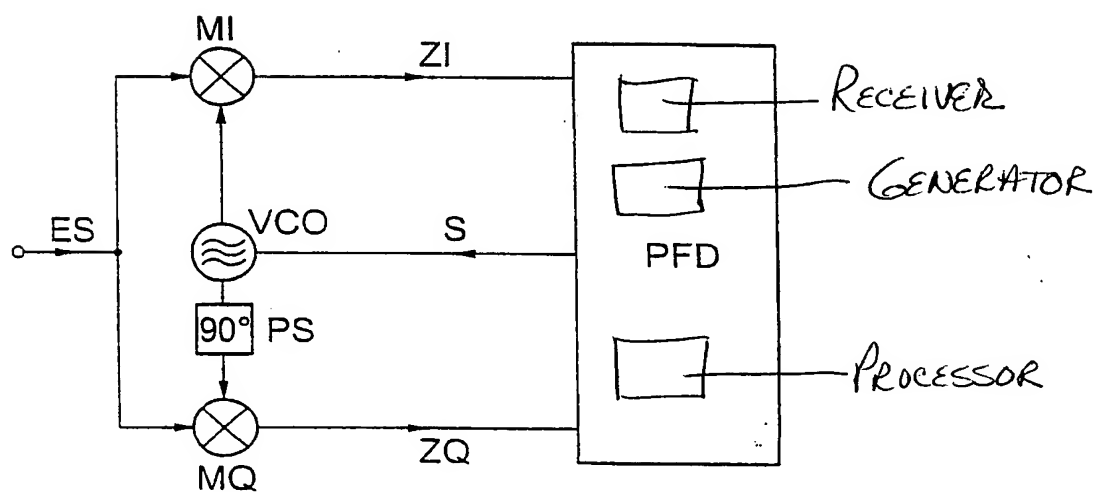 MI
ZI
RECEIVER
GENERATOR
ES
VCO
S
PFD
90° PS
PROCESSOR
MQ
ZQ